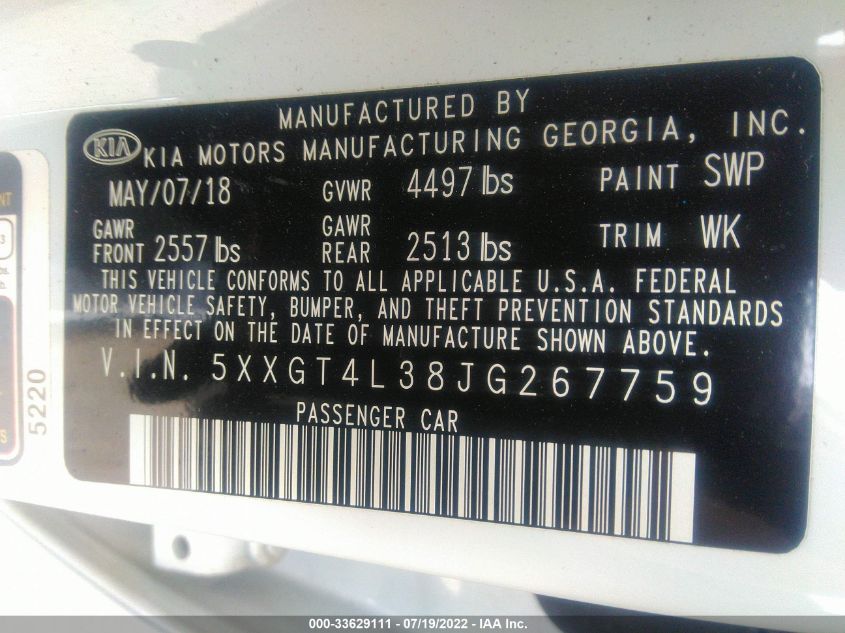 MANUFACTURED BY
KIA KIA MOTORS MANUFACTURING GEORGIA, INC.
MAY/07/18 GVWR 4497 lbs PAINT SWP
GAWR FRONT 2557 lbs GAWR REAR 2513 lbs TRIM WK
THIS VEHICLE CONFORMS TO ALL APPLICABLE U.S.A. FEDERAL
MOTOR VEHICLE SAFETY, BUMPER, AND THEFT PREVENTION STANDARDS
IN EFFECT ON THE DATE OF MANUFACTURE SHOWN ABOVE.
V.I.N. 5XXGT4L38JG267759
PASSENGER CAR
5220
000-33629111 - 07/19/2022 - IAA Inc.